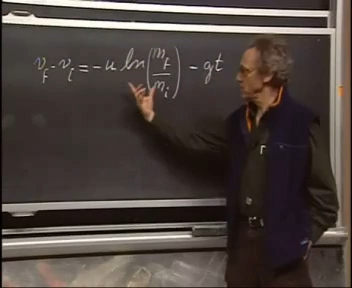 v_f - v_i = -u ln(m_f/m_i) - gt